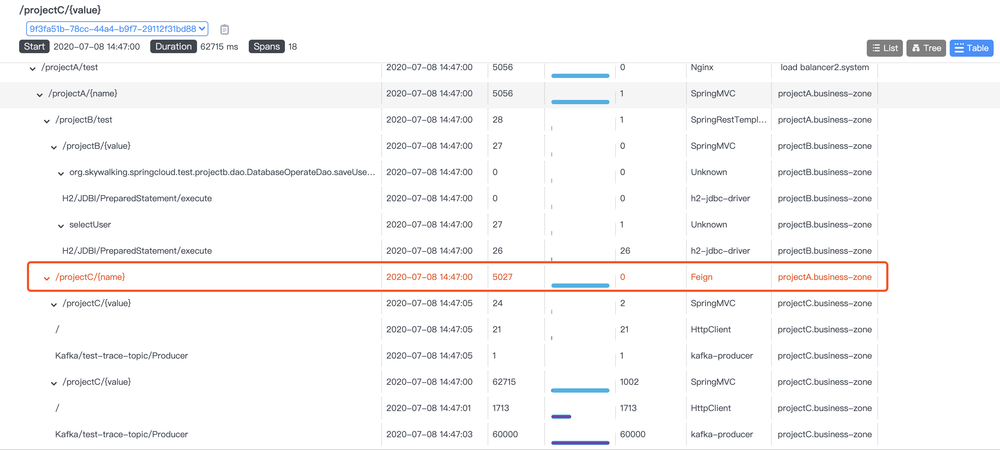 /projectC/{value}
9f3fa51b-78cc-44a4-b9f7-29112f31bd88
Start 2020-07-08 14:47:00 Duration 62715 ms Spans 18
List Tree Table
/projectA/test 2020-07-08 14:47:00 5056 0 Nginx load balancer2.system
/projectA/{name} 2020-07-08 14:47:00 5056 1 SpringMVC projectA.business-zone
/projectB/test 2020-07-08 14:47:00 28 1 SpringRestTempl... projectA.business-zone
/projectB/{value} 2020-07-08 14:47:00 27 0 SpringMVC projectB.business-zone
org.skywalking.springcloud.test.projectb.dao.DatabaseOperateDao.saveUse... 2020-07-08 14:47:00 0 0 Unknown projectB.business-zone
H2/JDBI/PreparedStatement/execute 2020-07-08 14:47:00 0 0 h2-jdbc-driver projectB.business-zone
selectUser 2020-07-08 14:47:00 27 1 Unknown projectB.business-zone
H2/JDBI/PreparedStatement/execute 2020-07-08 14:47:00 26 26 h2-jdbc-driver projectB.business-zone
/projectC/{name} 2020-07-08 14:47:00 5027 0 Feign projectA.business-zone
/projectC/{value} 2020-07-08 14:47:05 24 2 SpringMVC projectC.business-zone
/ 2020-07-08 14:47:05 21 21 HttpClient projectC.business-zone
Kafka/test-trace-topic/Producer 2020-07-08 14:47:05 1 1 kafka-producer projectC.business-zone
/projectC/{value} 2020-07-08 14:47:00 62715 1002 SpringMVC projectC.business-zone
/ 2020-07-08 14:47:01 1713 1713 HttpClient projectC.business-zone
Kafka/test-trace-topic/Producer 2020-07-08 14:47:03 60000 60000 kafka-producer projectC.business-zone